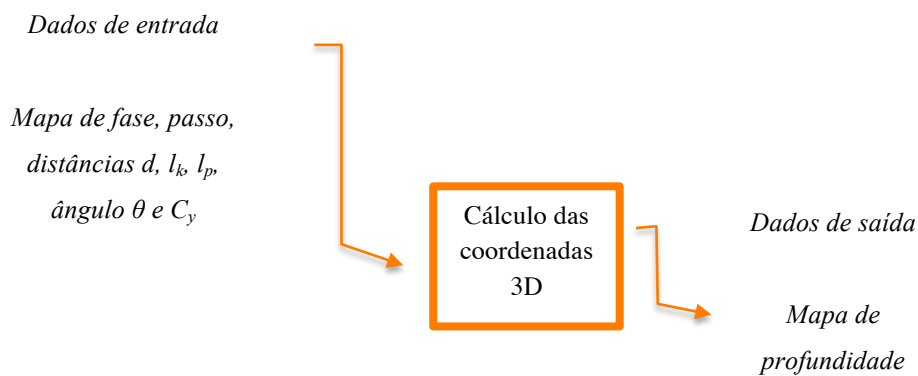 Dados de entrada
Mapa de fase, passo,
distâncias d, lₖ, lₚ,
ângulo θ e Cᵧ
Cálculo das
coordenadas
3D
Dados de saída
Mapa de
profundidade